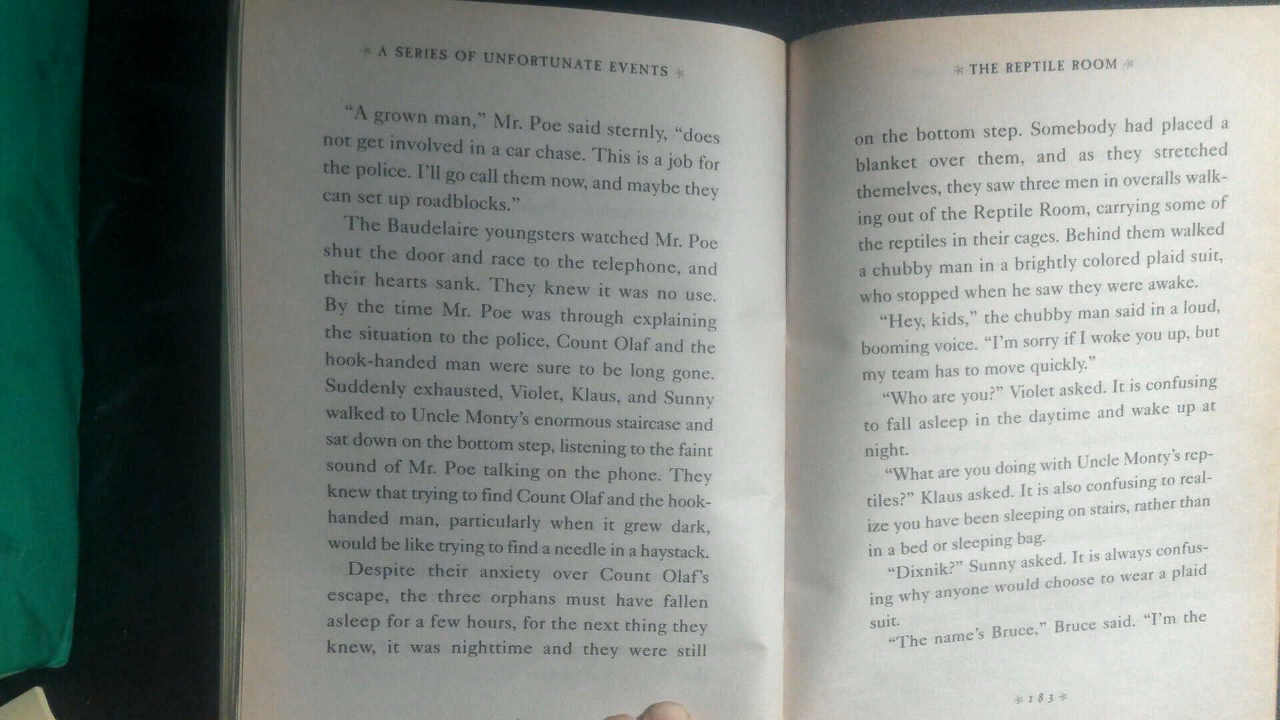 * A SERIES OF UNFORTUNATE EVENTS *
“A grown man,” Mr. Poe said sternly, “does
not get involved in a car chase. This is a job for
the police. I’ll go call them now, and maybe they
can set up roadblocks.”
The Baudelaire youngsters watched Mr. Poe
shut the door and race to the telephone, and
their hearts sank. They knew it was no use.
By the time Mr. Poe was through explaining
the situation to the police, Count Olaf and the
hook-handed man were sure to be long gone.
Suddenly exhausted, Violet, Klaus, and Sunny
walked to Uncle Monty’s enormous staircase and
sat down on the bottom step, listening to the faint
sound of Mr. Poe talking on the phone. They
knew that trying to find Count Olaf and the hook-
handed man, particularly when it grew dark,
would be like trying to find a needle in a haystack.
Despite their anxiety over Count Olaf’s
escape, the three orphans must have fallen
asleep for a few hours, for the next thing they
knew, it was nighttime and they were still
* THE REPTILE ROOM *
on the bottom step. Somebody had placed a
blanket over them, and as they stretched
themelves, they saw three men in overalls walk-
ing out of the Reptile Room, carrying some of
the reptiles in their cages. Behind them walked
a chubby man in a brightly colored plaid suit,
who stopped when he saw they were awake.
“Hey, kids,” the chubby man said in a loud,
booming voice. “I’m sorry if I woke you up, but
my team has to move quickly.”
“Who are you?” Violet asked. It is confusing
to fall asleep in the daytime and wake up at
night.
“What are you doing with Uncle Monty’s rep-
tiles?” Klaus asked. It is also confusing to real-
ize you have been sleeping on stairs, rather than
in a bed or sleeping bag.
“Dixnik?” Sunny asked. It is always confus-
ing why anyone would choose to wear a plaid
suit.
“The name’s Bruce,” Bruce said. “I’m the
* 183 *